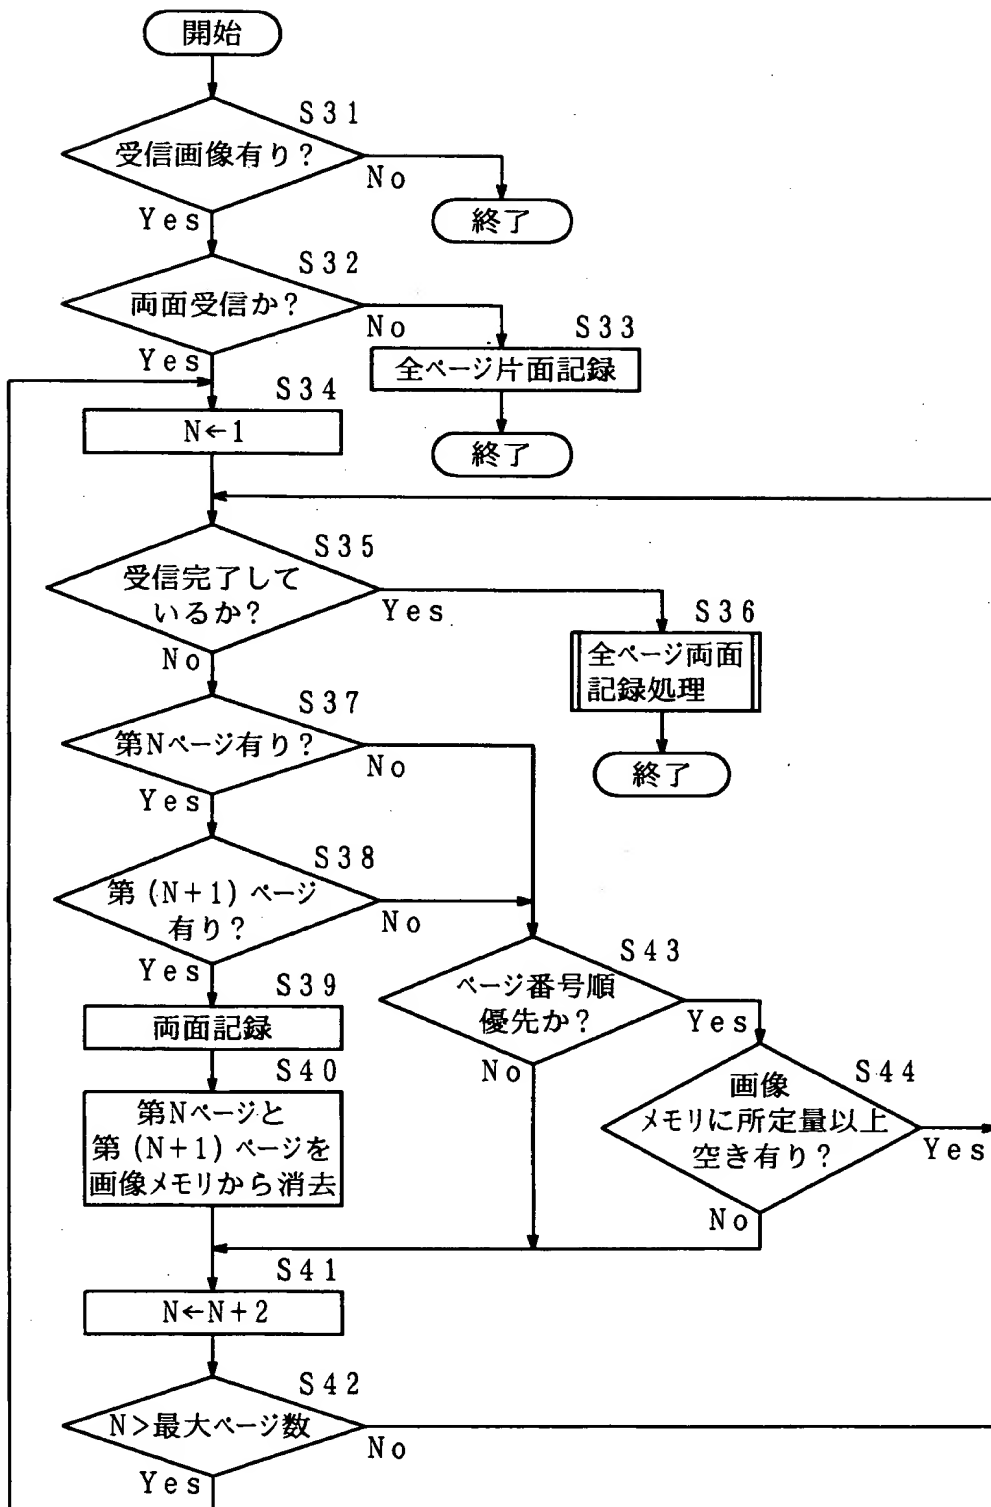 開始
S31
受信画像有り?
No
終了
Yes
S32
両面受信か?
No
S33
Yes
全ページ片面記録
S34
N←1
終了
S35
受信完了して
いるか?
Yes
S36
No
全ページ両面
記録処理
S37
第Nページ有り?
No
終了
Yes
S38
第(N+1)ページ
有り?
No
Yes
S43
S39
ページ番号順
優先か?
両面記録
Yes
S40
No
S44
画像
メモリに所定量以上
空き有り?
第Nページと
第(N+1)ページを
画像メモリから消去
Yes
No
S41
N←N+2
S42
N>最大ページ数
No
Yes